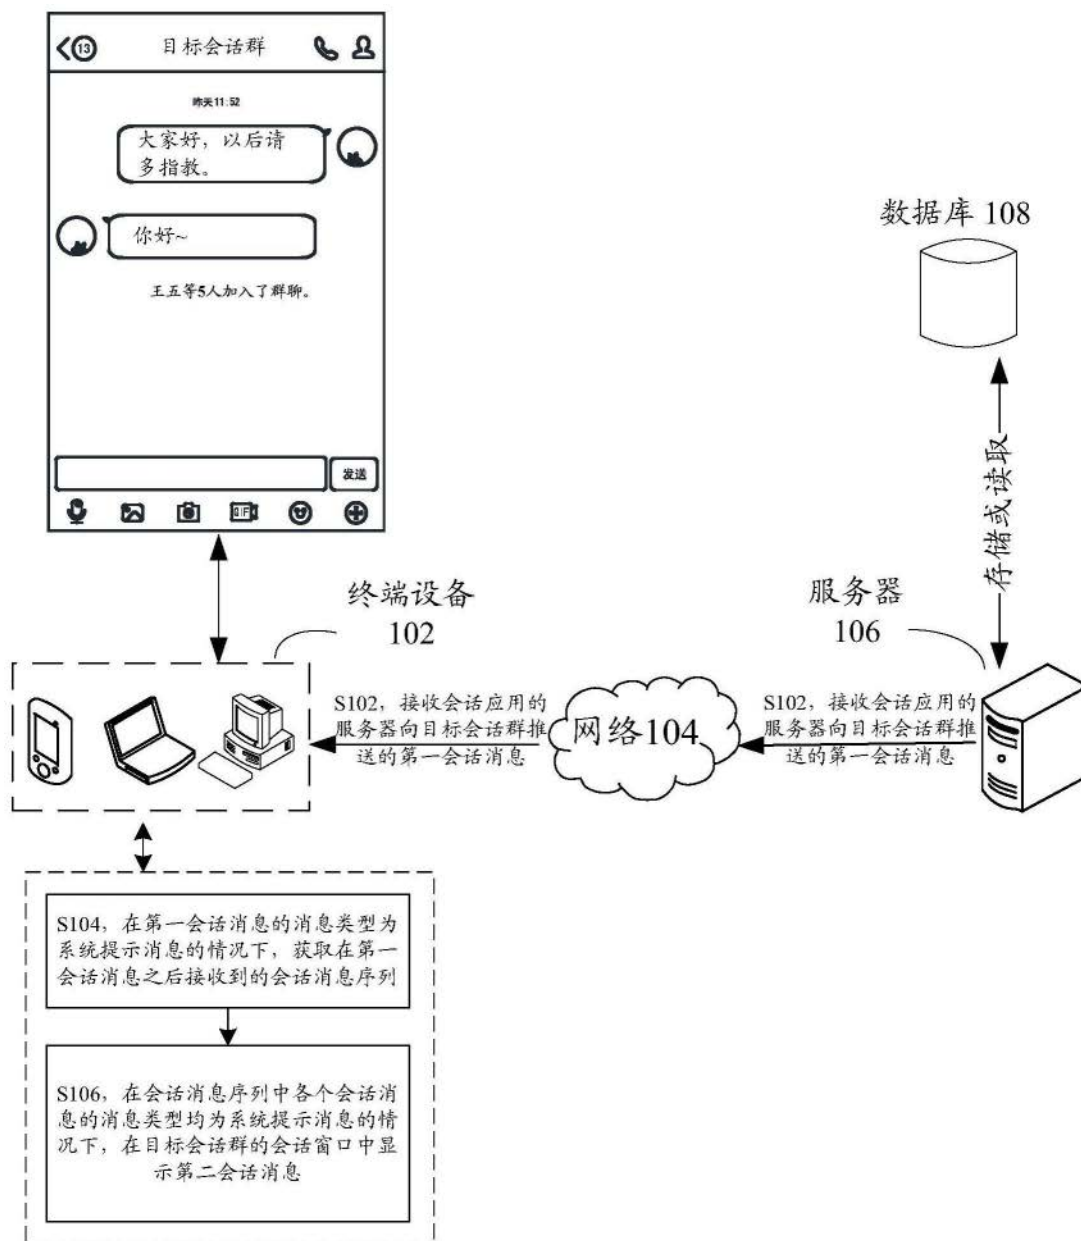 13
目标会话群
昨天11:52
大家好，以后请
多指教。
你好~
王五等5人加入了群聊。
发送
GIF
数据库 108
存储或读取
终端设备
102
服务器
106
S102，接收会话应用的
服务器向目标会话群推
送的第一会话消息
网络104
S102，接收会话应用的
服务器向目标会话群推
送的第一会话消息
S104，在第一会话消息的消息类型为
系统提示消息的情况下，获取在第一
会话消息之后接收到的会话消息序列
S106，在会话消息序列中各个会话消
息的消息类型均为系统提示消息的情
况下，在目标会话群的会话窗口中显
示第二会话消息